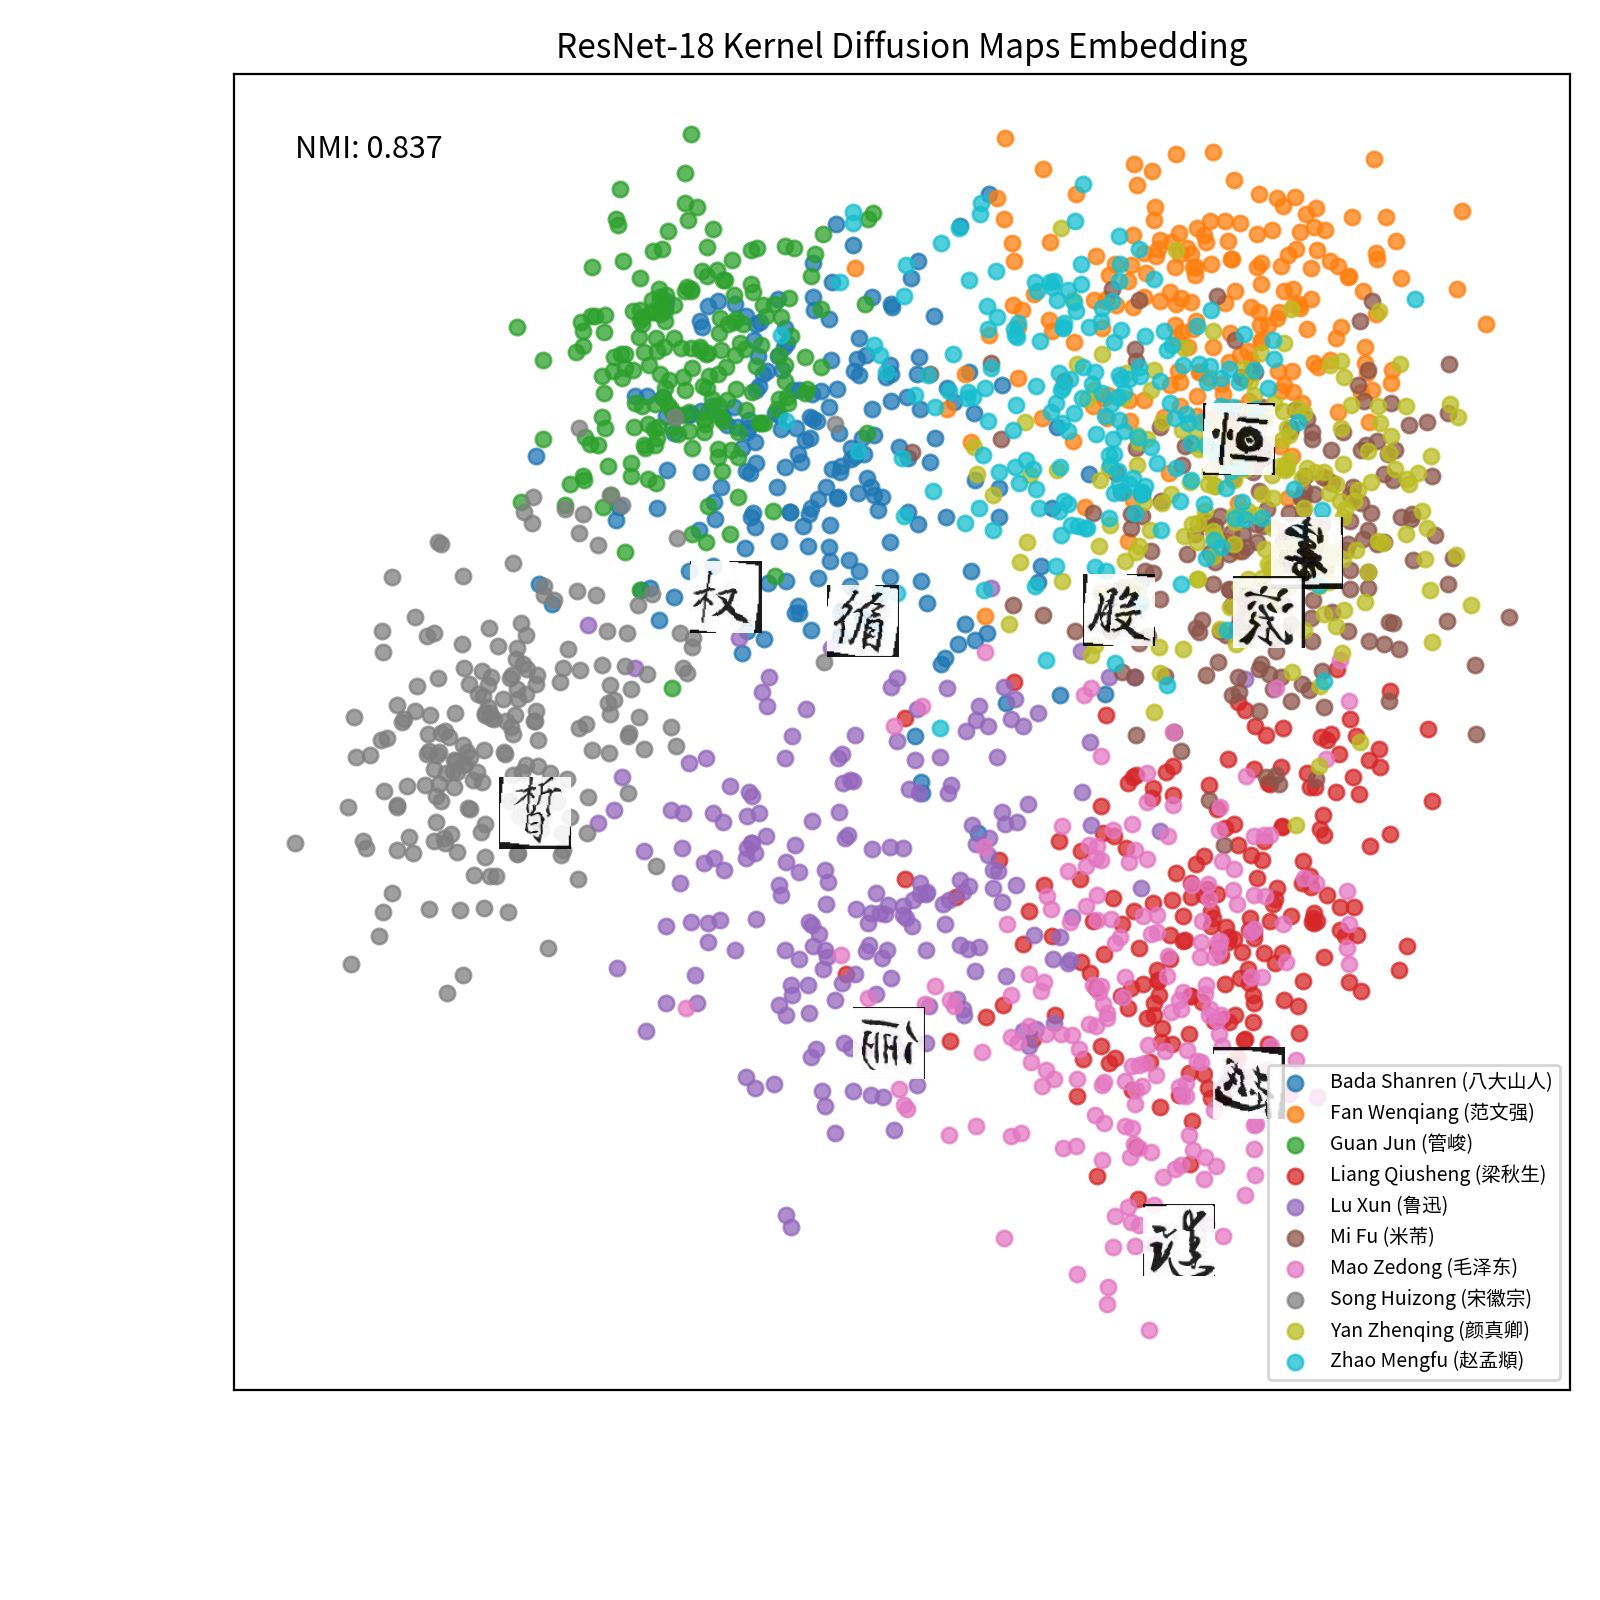 ResNet-18 Kernel Diffusion Maps Embedding
NMI: 0.837
权
循
股
晳
Bada Shanren (八大山人)
Fan Wenqiang (范文强)
Guan Jun (管峻)
Liang Qiusheng (梁秋生)
Lu Xun (鲁迅)
Mi Fu (米芾)
Mao Zedong (毛泽东)
Song Huizong (宋徽宗)
Yan Zhenqing (颜真卿)
Zhao Mengfu (赵孟頫)